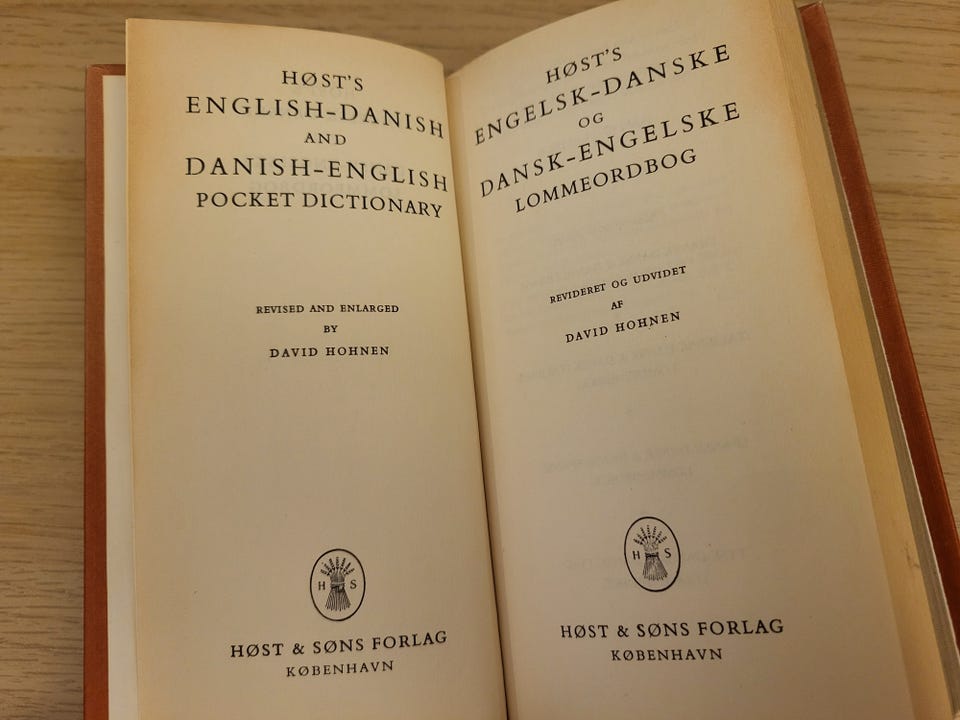 HØST'S
ENGLISH-DANISH
AND
DANISH-ENGLISH
POCKET DICTIONARY
REVISED AND ENLARGED
BY
DAVID HOHNEN
H S
HØST & SØNS FORLAG
KØBENHAVN
HØST'S
ENGELSK-DANSKE
OG
DANSK-ENGELSKE
LOMMEORDBOG
REVIDERET OG UDVIDET
AF
DAVID HOHNEN
H S
HØST & SØNS FORLAG
KØBENHAVN